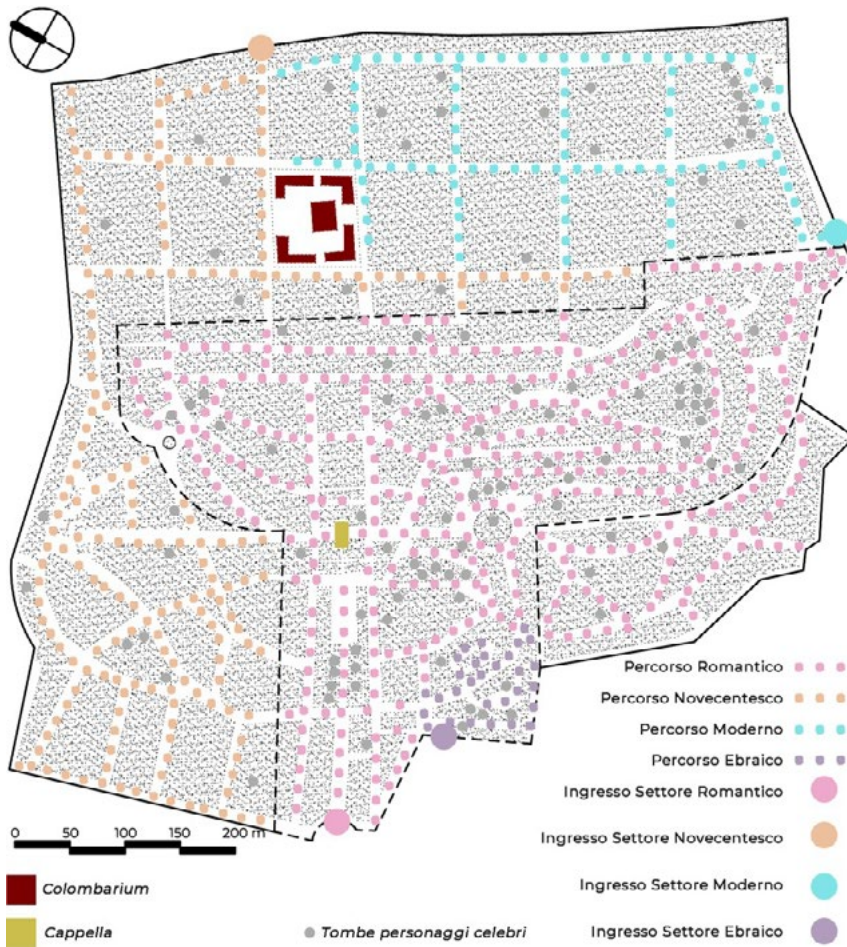 Percorso Romantico
Percorso Novecentesco
Percorso Moderno
Percorso Ebraico
Ingresso Settore Romantico
Ingresso Settore Novecentesco
Ingresso Settore Moderno
Ingresso Settore Ebraico
0 50 100 150 200 m
Colombarium
Cappella
Tombe personaggi celebri